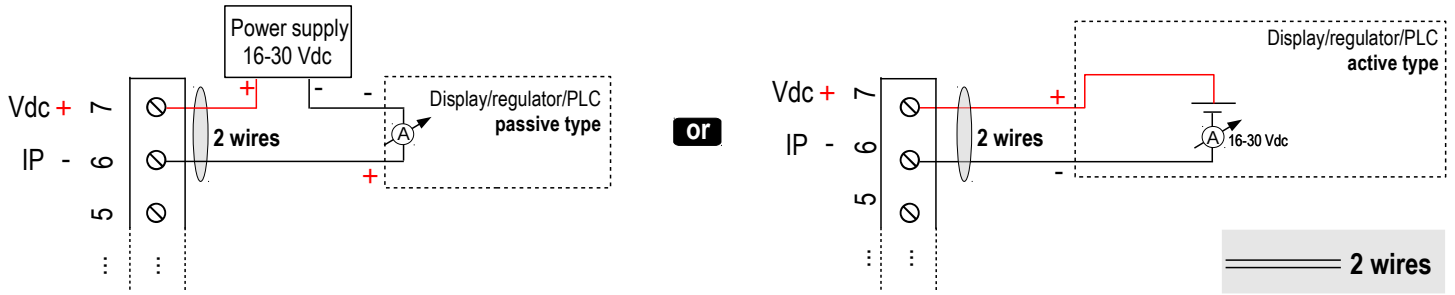 Power supply
16-30 Vdc
+
-
-
Display/regulator/PLC
passive type
Vdc +
7
A
2 wires
IP -
6
+
5
...
...
or
Display/regulator/PLC
active type
Vdc +
7
+
A
16-30 Vdc
2 wires
IP -
6
-
5
...
...
2 wires